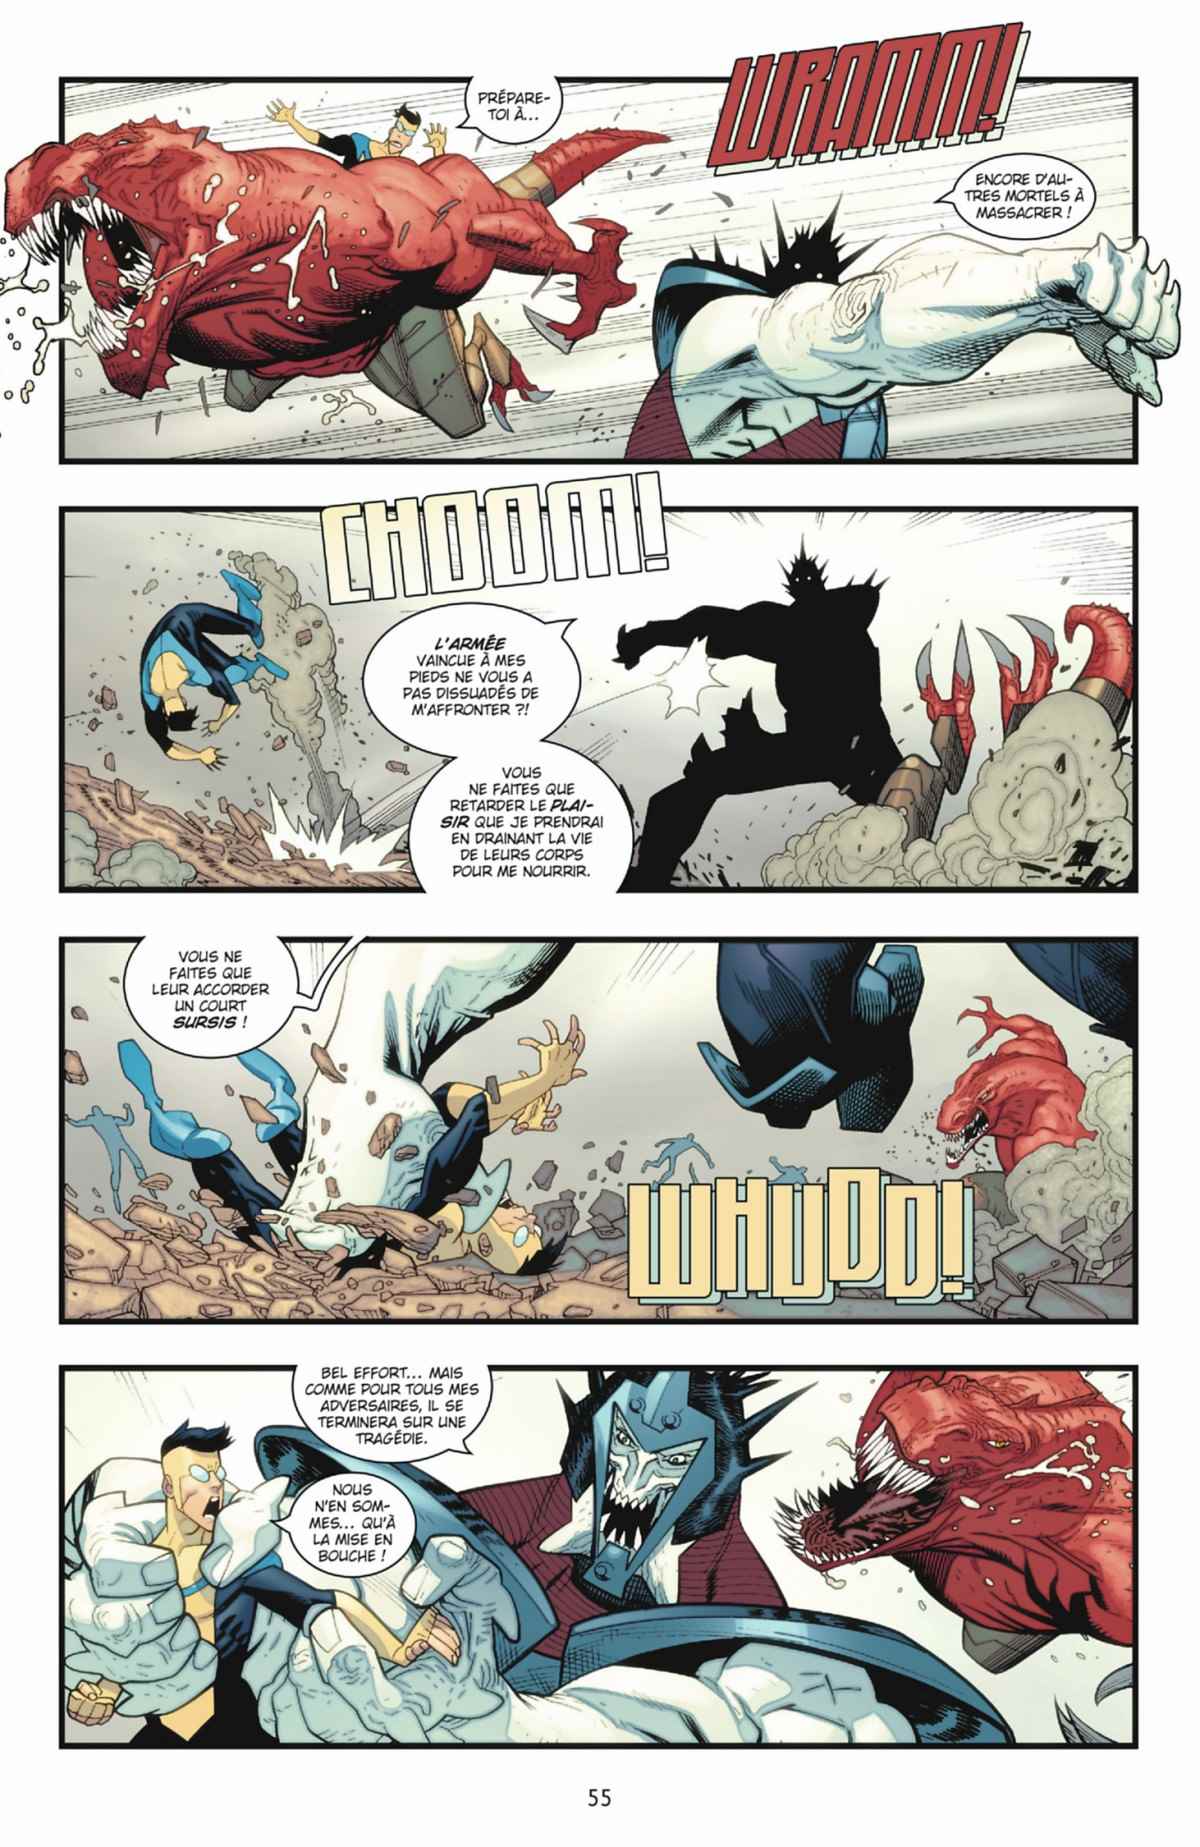 PRÉPARE-
TOI À...
WRAMM!
ENCORE D'AU-
TRES MORTELS À
MASSACRER !
CHOOM!
L'ARMÉE
VAINCUE À MES
PIEDS NE VOUS A
PAS DISSUADÉS DE
M'AFFRONTER ?!
VOUS
NE FAITES QUE
RETARDER LE PLAI-
SIR QUE JE PRENDRAI
EN DRAINANT LA VIE
DE LEURS CORPS
POUR ME NOURRIR.
VOUS NE
FAITES QUE
LEUR ACCORDER
UN COURT
SURSIS !
WHUDD!
BEL EFFORT... MAIS
COMME POUR TOUS MES
ADVERSAIRES, IL SE
TERMINERA SUR UNE
TRAGÉDIE.
NOUS
N'EN SOM-
MES... QU'À
LA MISE EN
BOUCHE !
55